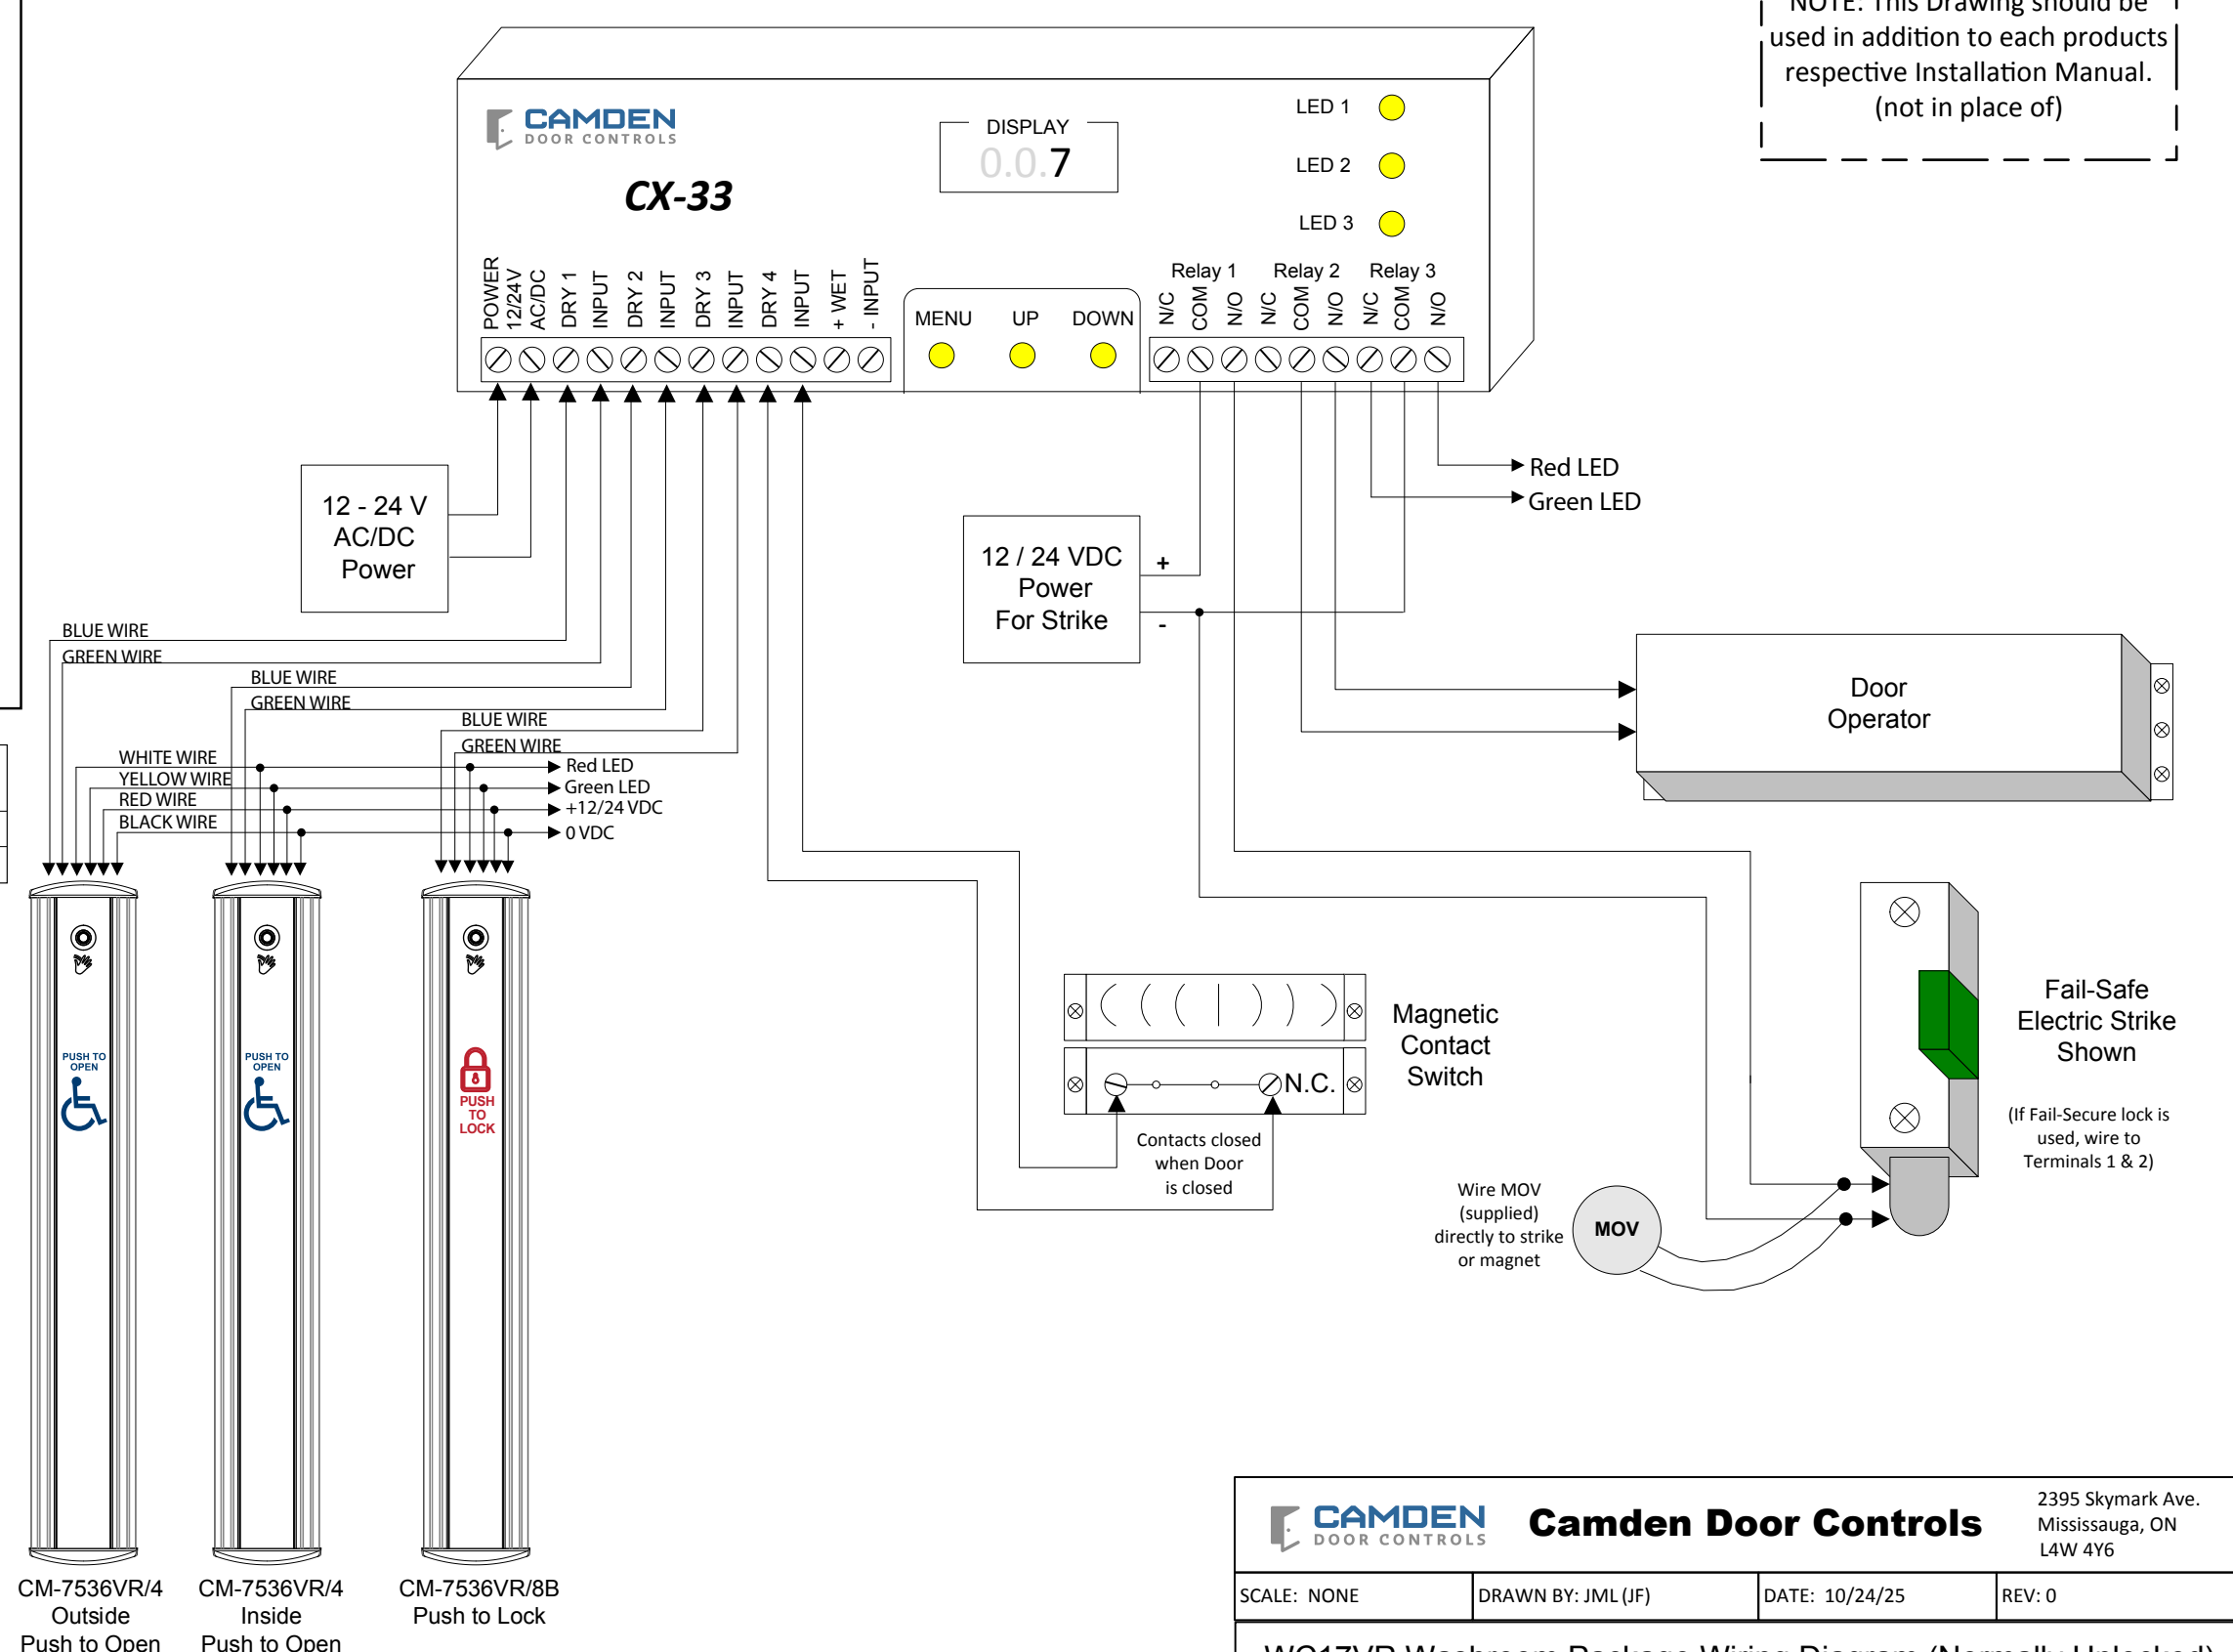 NOTE: This Drawing should be
used in addition to each products
respective Installation Manual.
(not in place of)
CAMDEN
DOOR CONTROLS
CX-33
DISPLAY
0.0.7
LED 1
LED 2
LED 3
POWER
12/24V
AC/DC
DRY 1
INPUT
DRY 2
INPUT
DRY 3
INPUT
DRY 4
INPUT
+ WET
- INPUT
MENU
UP
DOWN
Relay 1
Relay 2
Relay 3
N/C
COM
N/O
N/C
COM
N/O
N/C
COM
N/O
Red LED
Green LED
12 - 24 V
AC/DC
Power
12 / 24 VDC
Power
For Strike
+
-
BLUE WIRE
GREEN WIRE
BLUE WIRE
GREEN WIRE
BLUE WIRE
GREEN WIRE
WHITE WIRE
YELLOW WIRE
RED WIRE
BLACK WIRE
Red LED
Green LED
+12/24 VDC
0 VDC
Door
Operator
PUSH TO
OPEN
PUSH TO
OPEN
PUSH
TO
LOCK
Magnetic
Contact
Switch
N.C.
Contacts closed
when Door
is closed
Fail-Safe
Electric Strike
Shown
(If Fail-Secure lock is
used, wire to
Terminals 1 & 2)
Wire MOV
(supplied)
directly to strike
or magnet
MOV
CM-7536VR/4
Outside
Push to Open
CM-7536VR/4
Inside
Push to Open
CM-7536VR/8B
Push to Lock
CAMDEN
DOOR CONTROLS
Camden Door Controls
2395 Skymark Ave.
Mississauga, ON
L4W 4Y6
SCALE: NONE
DRAWN BY: JML (JF)
DATE: 10/24/25
REV: 0
WC17VR Washroom Package Wiring Diagram (Normally Unlocked)